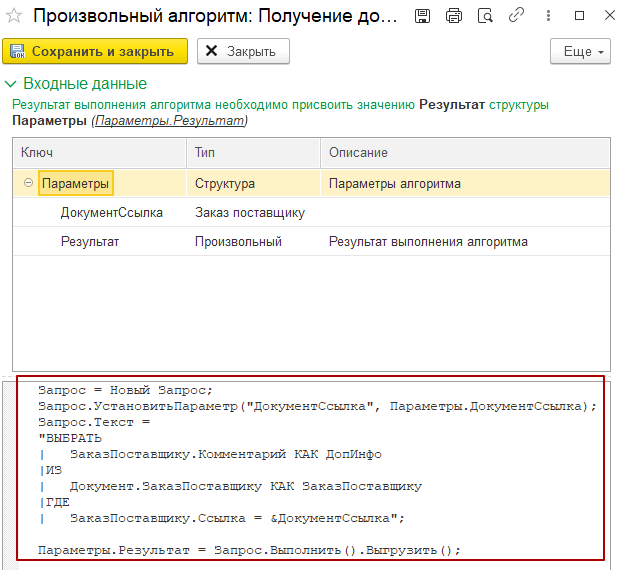 Произвольный алгоритм: Получение до...
Сохранить и закрыть
Закрыть
Еще
Входные данные
Результат выполнения алгоритма необходимо присвоить значению Результат структуры
Параметры (Параметры.Результат)
Ключ Тип Описание
Параметры Структура Параметры алгоритма
ДокументСсылка Заказ поставщику
Результат Произвольный Результат выполнения алгоритма
Запрос = Новый Запрос;
Запрос.УстановитьПараметр("ДокументСсылка", Параметры.ДокументСсылка);
Запрос.Текст =
"ВЫБРАТЬ
|   ЗаказПоставщику.Комментарий КАК ДопИнфо
|ИЗ
|   Документ.ЗаказПоставщику КАК ЗаказПоставщику
|ГДЕ
|   ЗаказПоставщику.Ссылка = &ДокументСсылка";
Параметры.Результат = Запрос.Выполнить().Выгрузить();